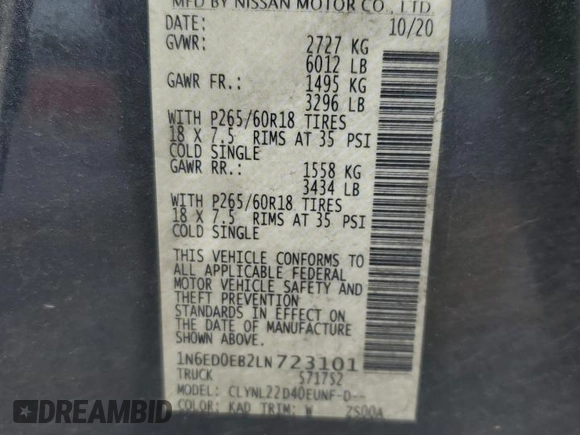 MFD BY NISSAN MOTOR CO., LTD.
DATE: 10/20
GVWR: 2727 KG
6012 LB
GAWR FR.: 1495 KG
3296 LB
WITH P265/60R18 TIRES
18 X 7.5 RIMS AT 35 PSI
COLD SINGLE
GAWR RR.: 1558 KG
3434 LB
WITH P265/60R18 TIRES
18 X 7.5 RIMS AT 35 PSI
COLD SINGLE
THIS VEHICLE CONFORMS TO
ALL APPLICABLE FEDERAL
MOTOR VEHICLE SAFETY AND
THEFT PREVENTION
STANDARDS IN EFFECT ON
THE DATE OF MANUFACTURE
SHOWN ABOVE.
1N6ED0EB2LN723101
TRUCK 571752
MODEL: CLYNL22D40EUNF-D--
COLOR: KAD TRIM: W ZS00A
© DIRECTBIDS